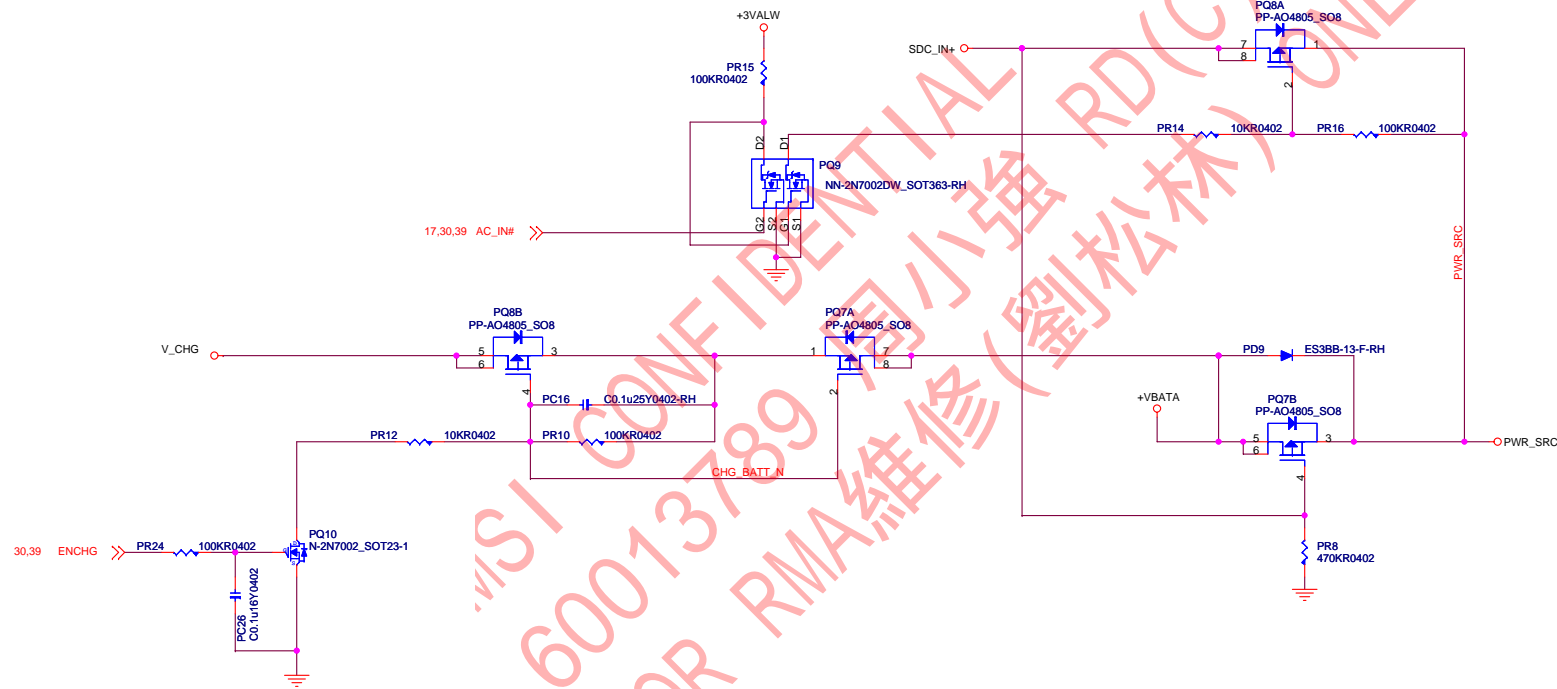 +3VALW
PR15
100KR0402
SDC_IN+
PQ8A
PP-AO4805_SO8
7
8
1
2
PR14
10KR0402
PR16
100KR0402
D2
D1
PQ9
NN-2N7002DW_SOT363-RH
G2
S2
G1
S1
17,30,39 AC_IN#
PWR_SRC
PQ8B
PP-AO4805_SO8
V_CHG
5
6
3
4
PQ7A
PP-AO4805_SO8
1
7
8
2
PC16
C0.1u25Y0402-RH
PR12
10KR0402
PR10
100KR0402
CHG_BATT_N
PD9
ES3BB-13-F-RH
+VBATA
PQ7B
PP-AO4805_SO8
5
6
3
4
PWR_SRC
30,39 ENCHG
PR24
100KR0402
PQ10
N-2N7002_SOT23-1
PC26
C0.1u16Y0402
PR8
470KR0402
MSI CONFIDENTIAL
60013789 周小強 RD(C
OR RMA維修(劉松林) ONL